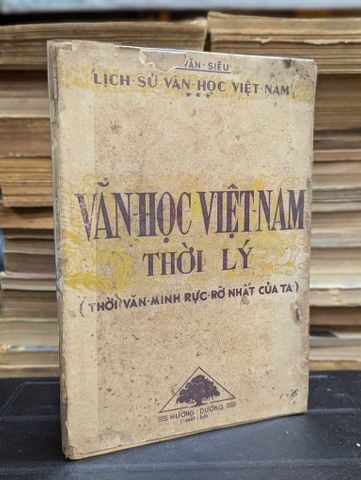 VĂN-SIÊU
LỊCH-SỬ VĂN-HỌC VIỆT-NAM
***
VĂN-HỌC VIỆT-NAM
THỜI LÝ
(THỜI VĂN-MINH RỰC-RỠ NHẤT CỦA TA)
HƯỚNG-DƯƠNG